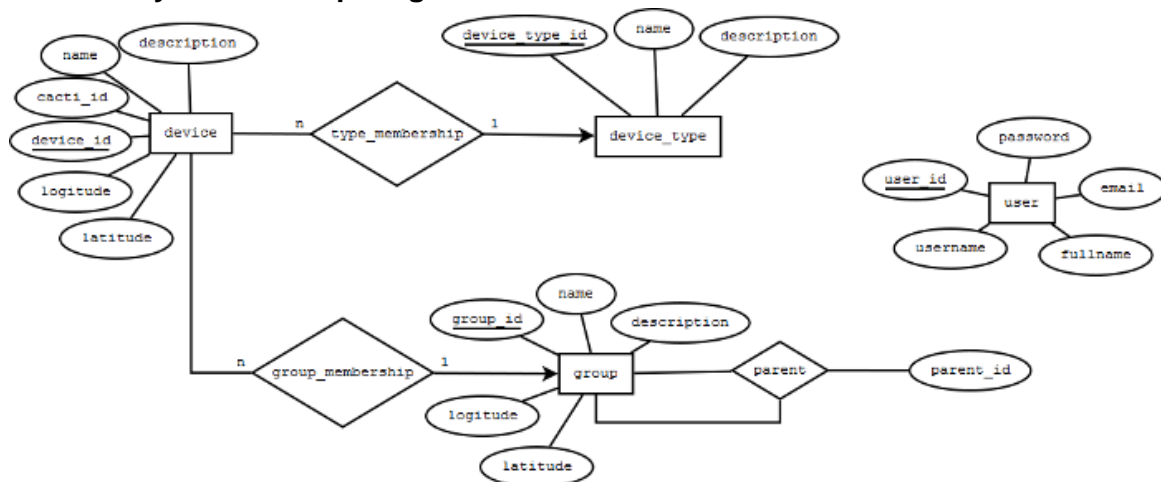 description
name
cacti_id
device
device_id
logitude
latitude
n
type_membership
1
device_type_id
name
description
device_type
password
user_id
email
user
username
fullname
n
group_membership
1
name
group_id
description
group
parent
parent_id
logitude
latitude